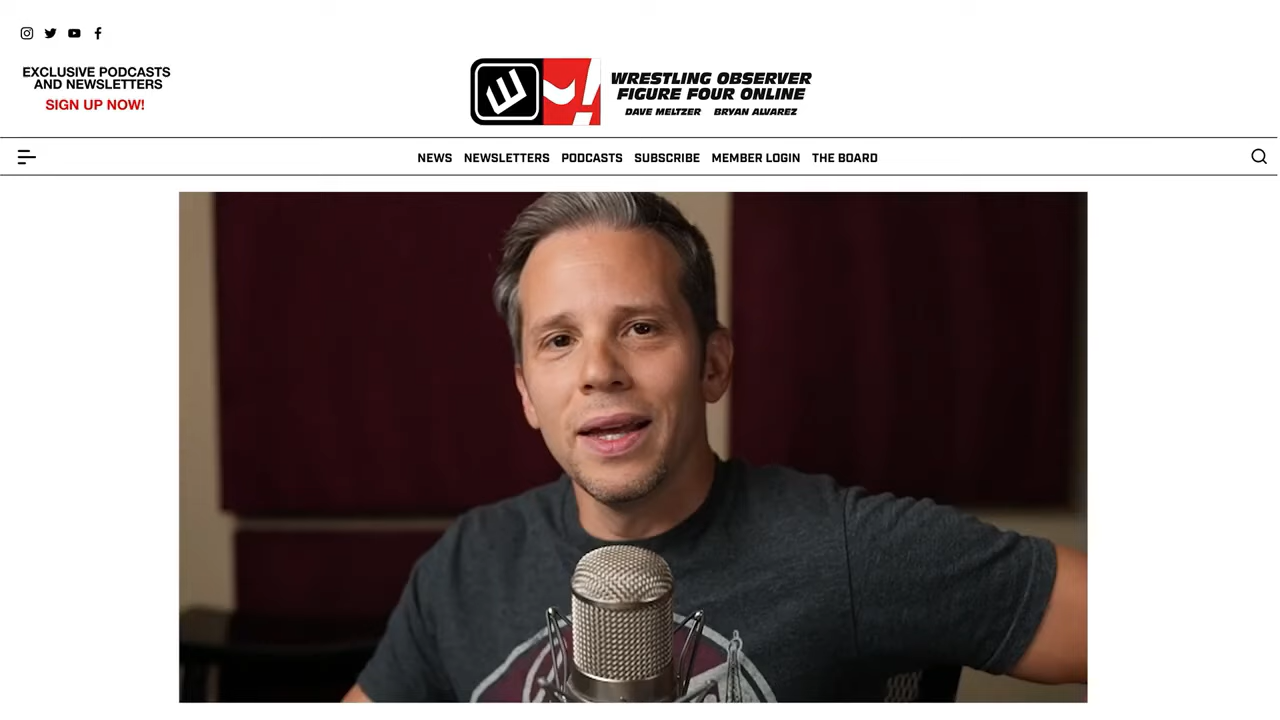 EXCLUSIVE PODCASTS
AND NEWSLETTERS
SIGN UP NOW!
WRESTLING OBSERVER
FIGURE FOUR ONLINE
DAVE MELTZER BRYAN ALVAREZ
NEWS NEWSLETTERS PODCASTS SUBSCRIBE MEMBER LOGIN THE BOARD